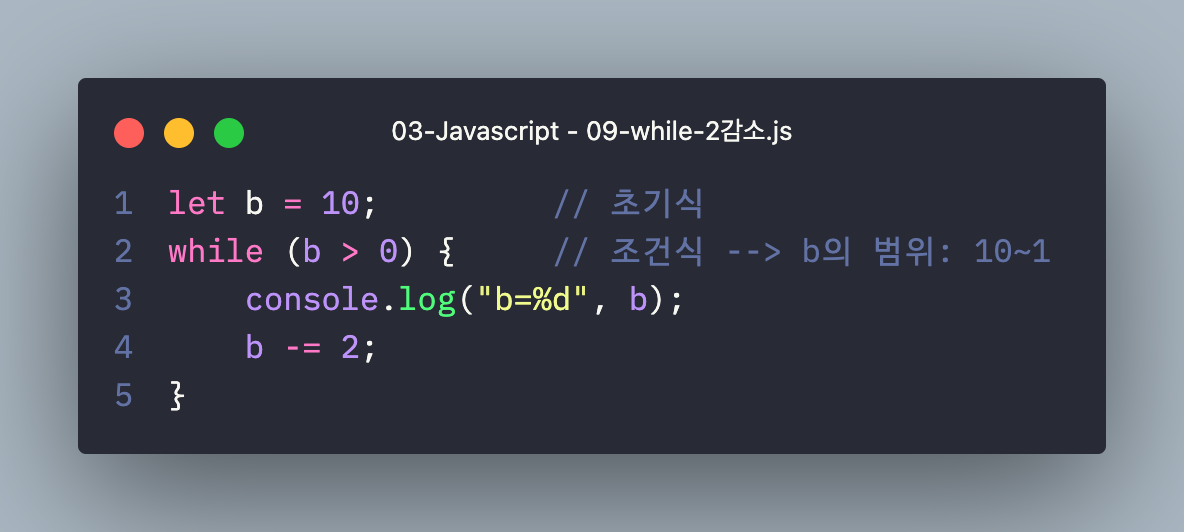 03-Javascript - 09-while-2감소.js
1 let b = 10;         // 초기식
2 while (b > 0) {     // 조건식 --> b의 범위: 10~1
3     console.log("b=%d", b);
4     b -= 2;
5 }